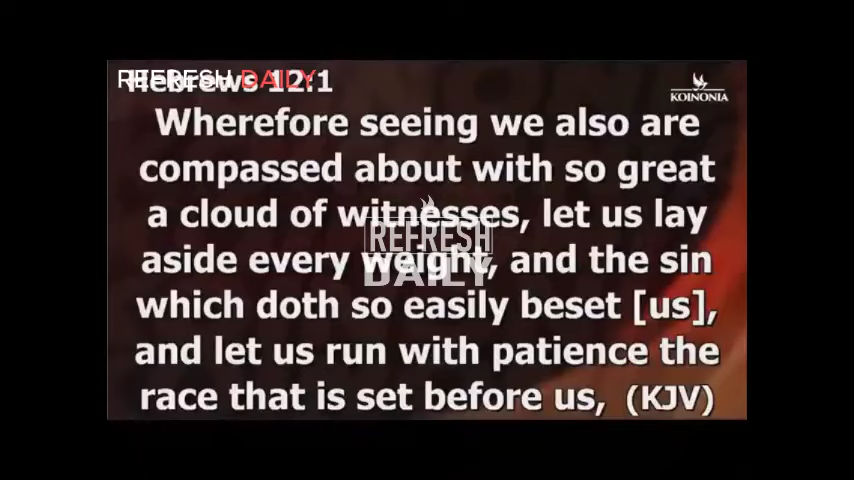 REFRESH DAILY
Hebrews 12:1
KOINONIA
Wherefore seeing we also are
compassed about with so great
a cloud of witnesses, let us lay
aside every weight, and the sin
which doth so easily beset [us],
and let us run with patience the
race that is set before us, (KJV)
REFRESH
DAILY